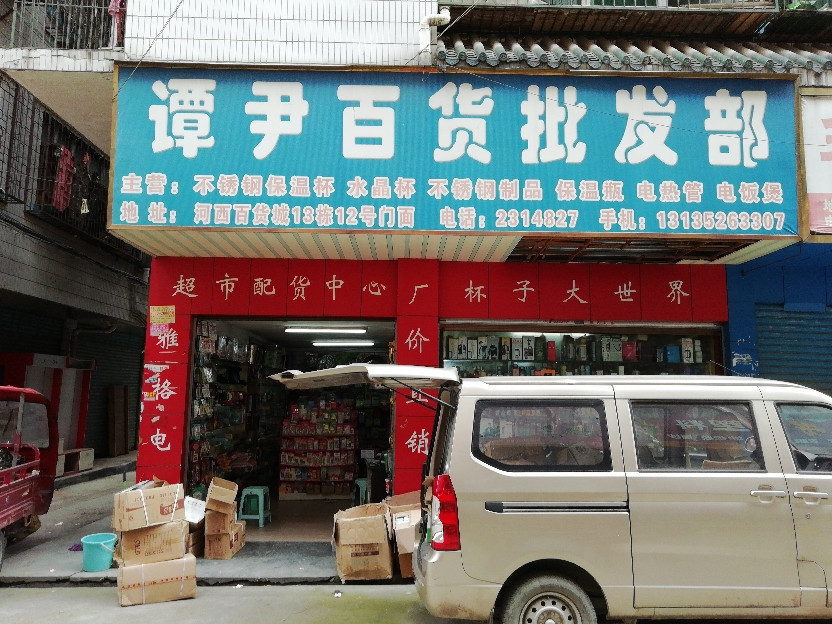 谭尹百货批发部
主营：不锈钢保温杯 水晶杯 不锈钢制品 保温瓶 电热管 电饭煲
地址：河西百货城13栋12号门面 电话：2314827 手机：13135263307
超市配货中心
杯子大世界
厂价直销
雅格电